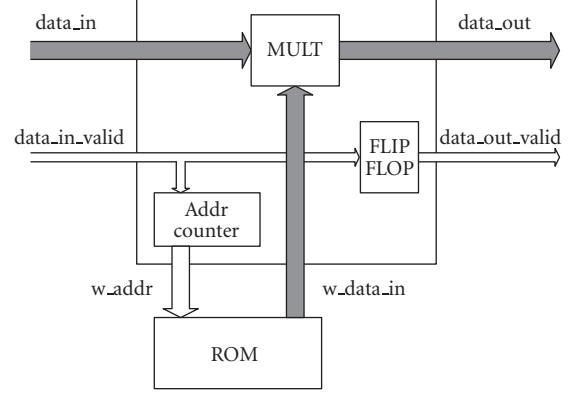 data_in
data_out
MULT
data_in_valid
FLIP
FLOP
data_out_valid
Addr
counter
w_addr
w_data_in
ROM